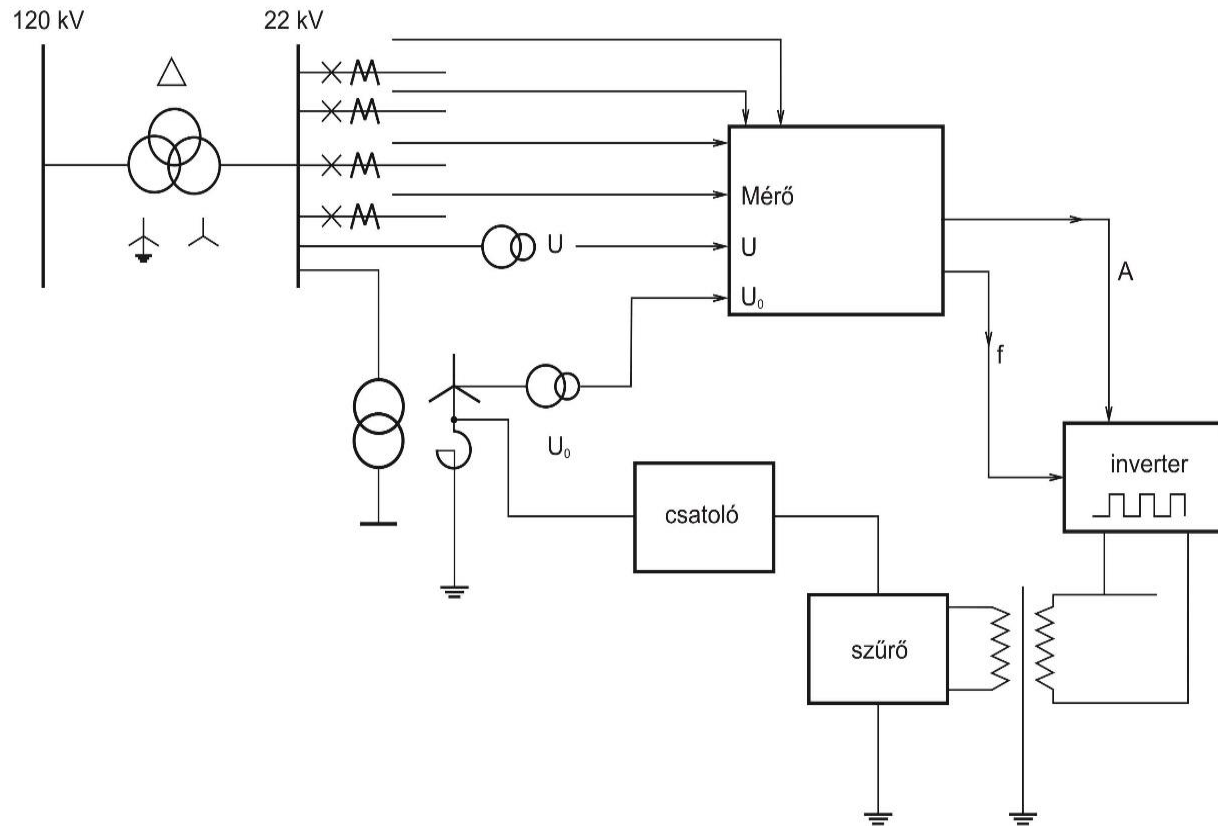 120 kV
22 kV
Mérő
U
U
U₀
A
f
U₀
inverter
csatoló
szűrő